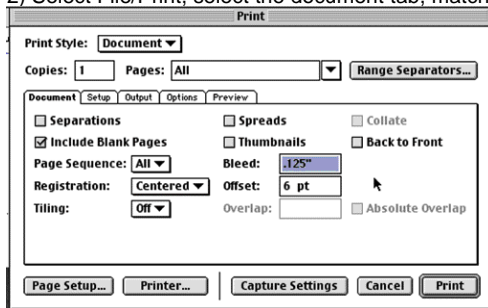 2) Select File/Print, select the document tab, match
Print
Print Style: Document
Copies: 1 Pages: All Range Separators...
Document Setup Output Options Preview
Separations Spreads Collate
Include Blank Pages Thumbnails Back to Front
Page Sequence: All Bleed: .125"
Registration: Centered Offset: 6 pt
Tiling: Off Overlap: Absolute Overlap
Page Setup... Printer... Capture Settings Cancel Print